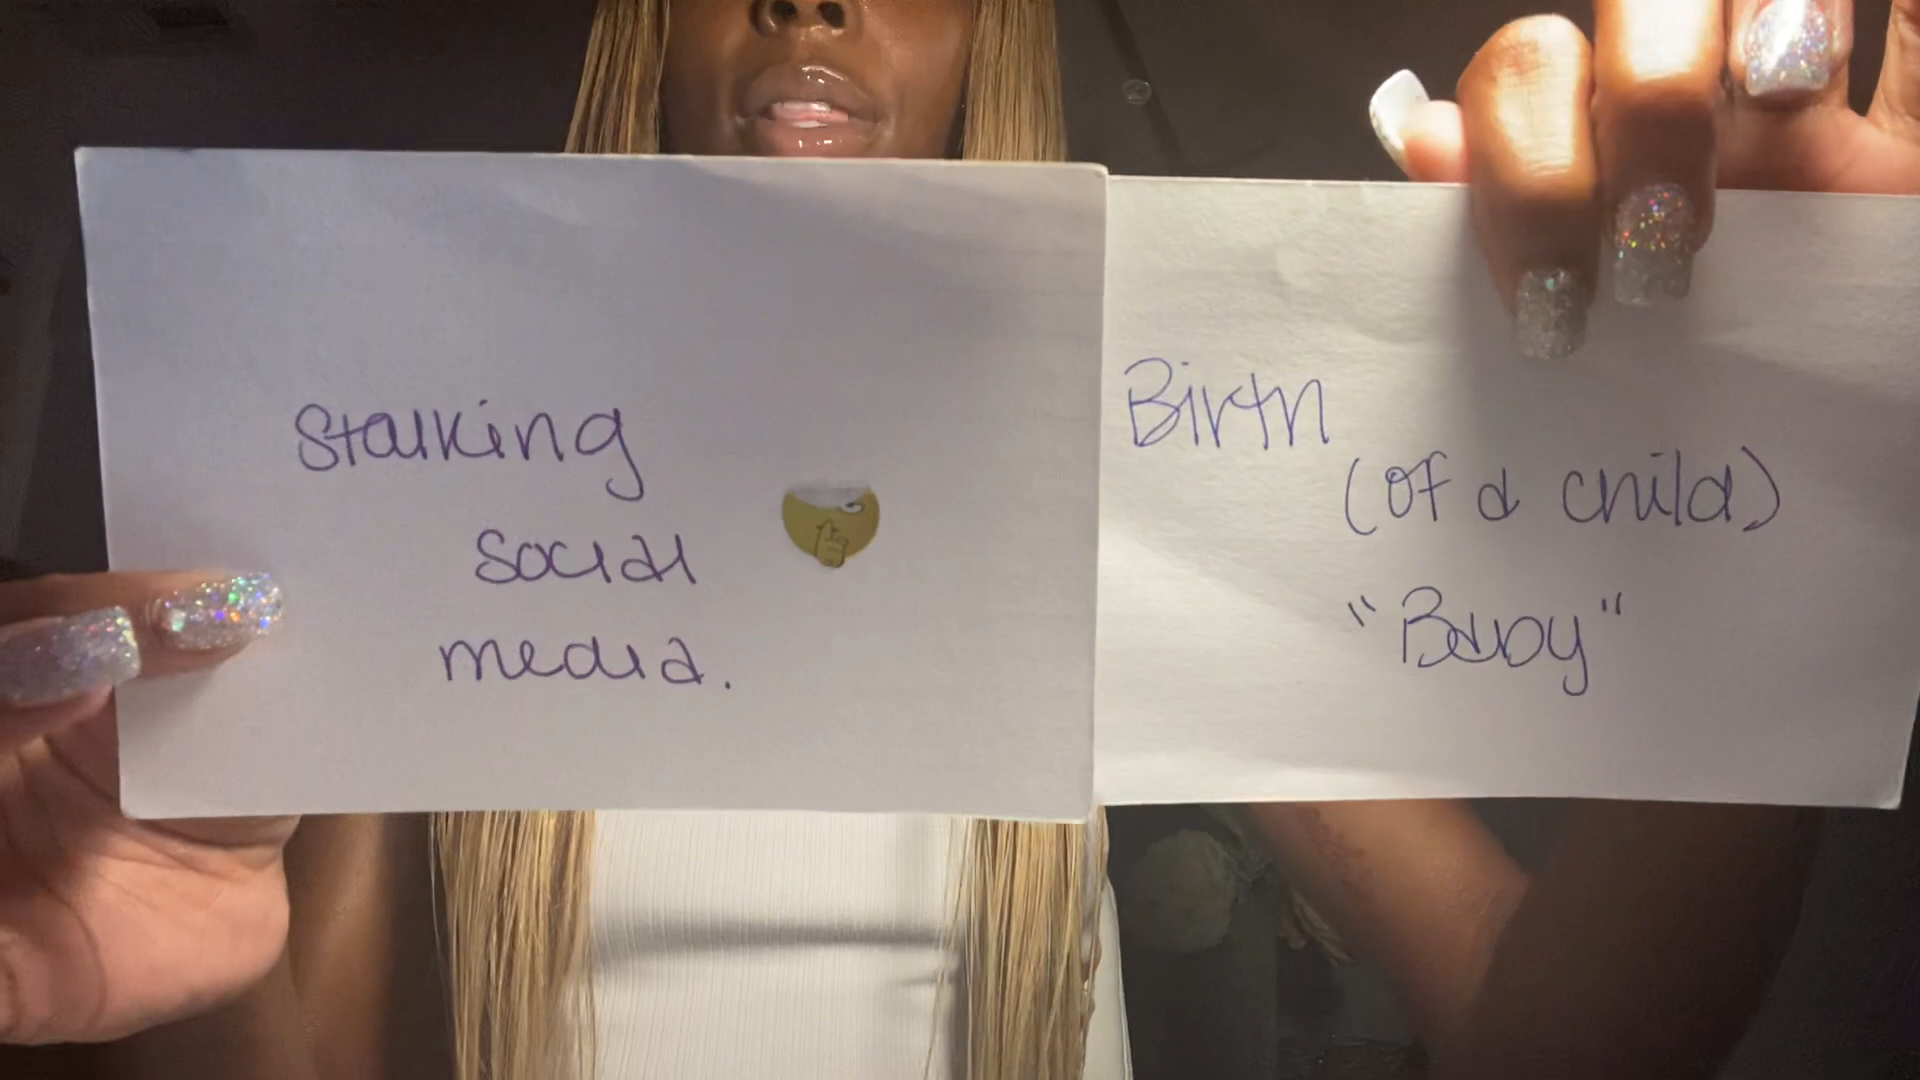 Stalking
social
media.
Birth
(of a child)
"Baby"